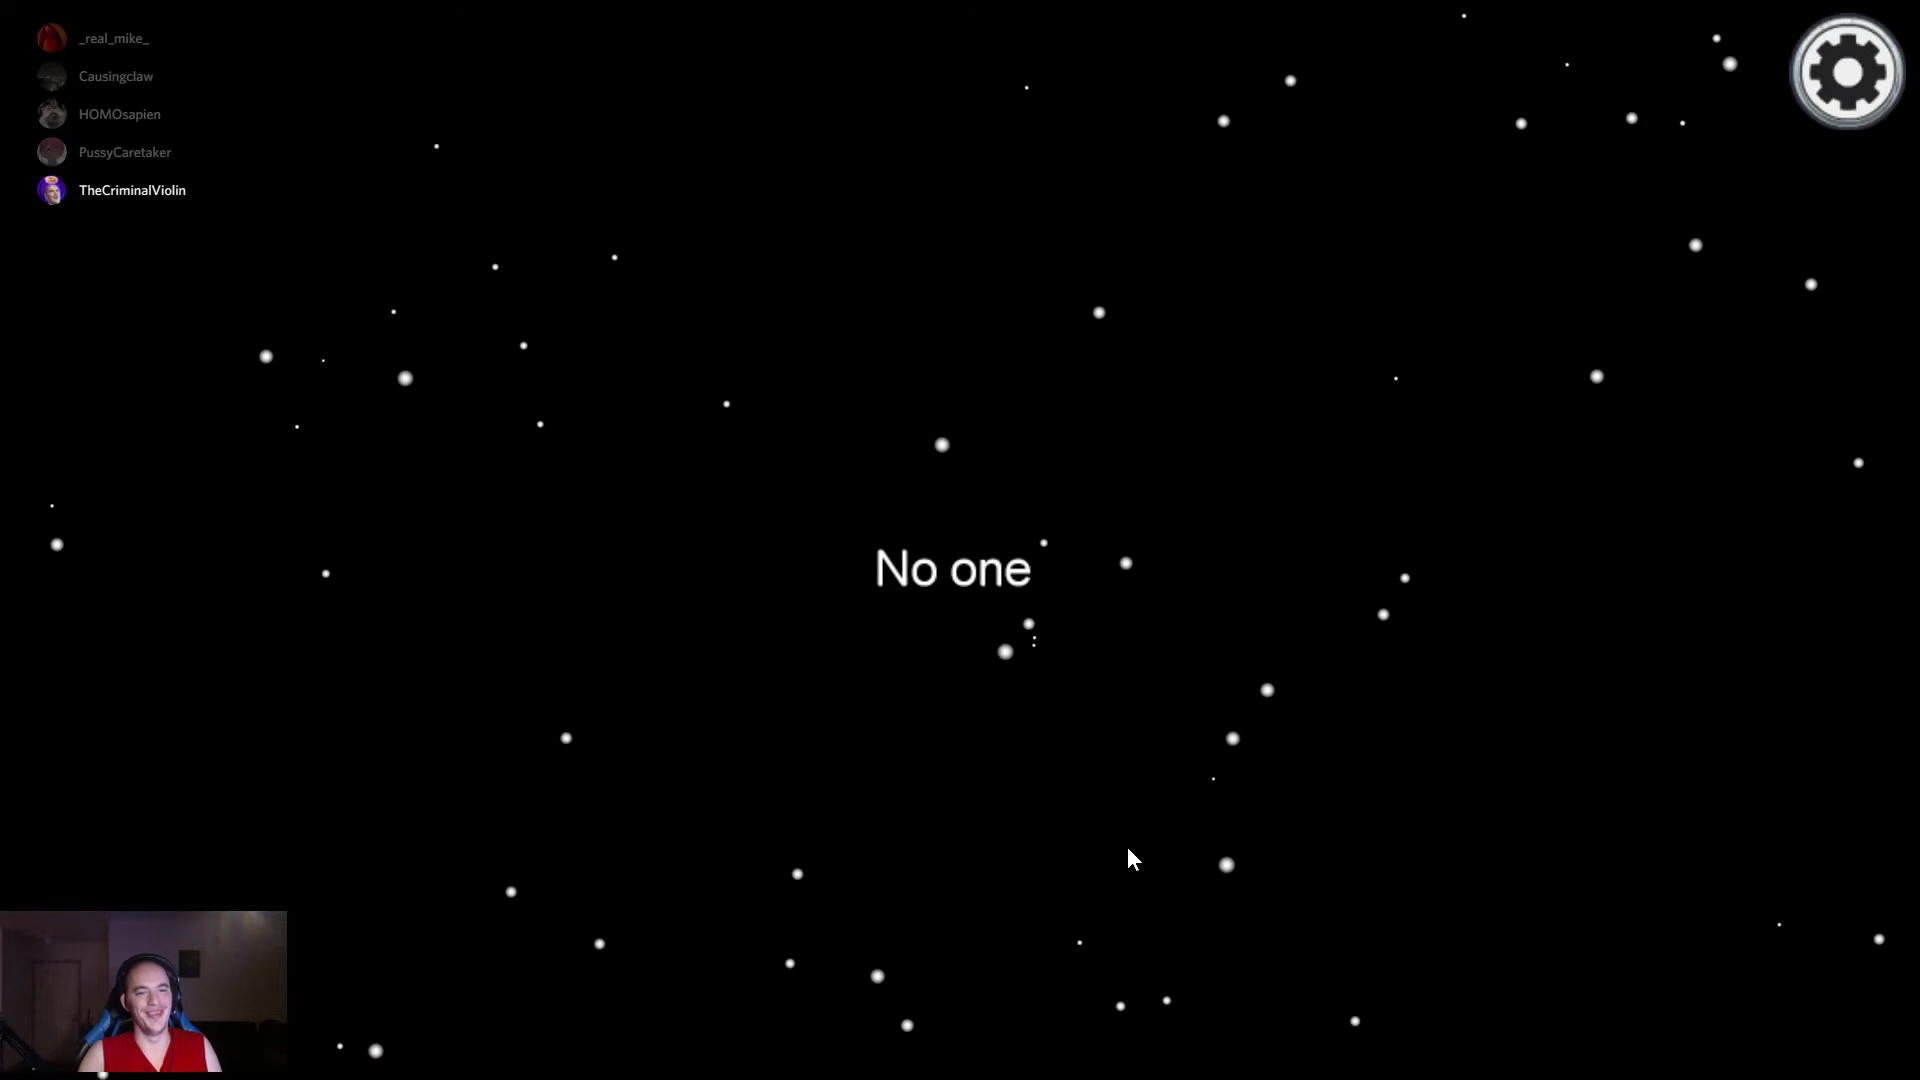 _real_mike_
Causingclaw
HOMOsapien
PussyCaretaker
TheCriminalViolin
No one